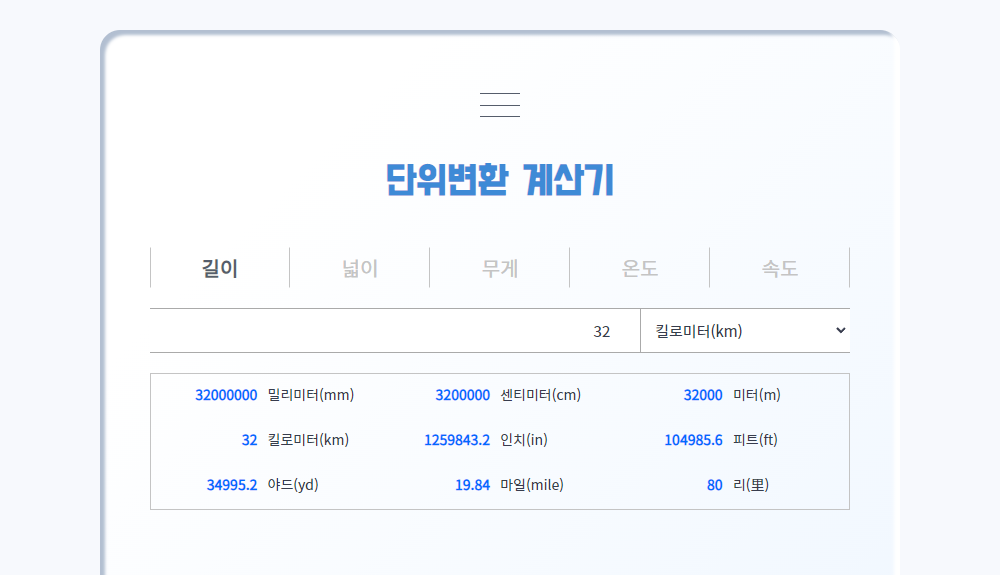 단위변환 계산기
길이 넓이 무게 온도 속도
32 킬로미터(km)
32000000 밀리미터(mm) 3200000 센티미터(cm) 32000 미터(m)
32 킬로미터(km) 1259843.2 인치(in) 104985.6 피트(ft)
34995.2 야드(yd) 19.84 마일(mile) 80 리(里)